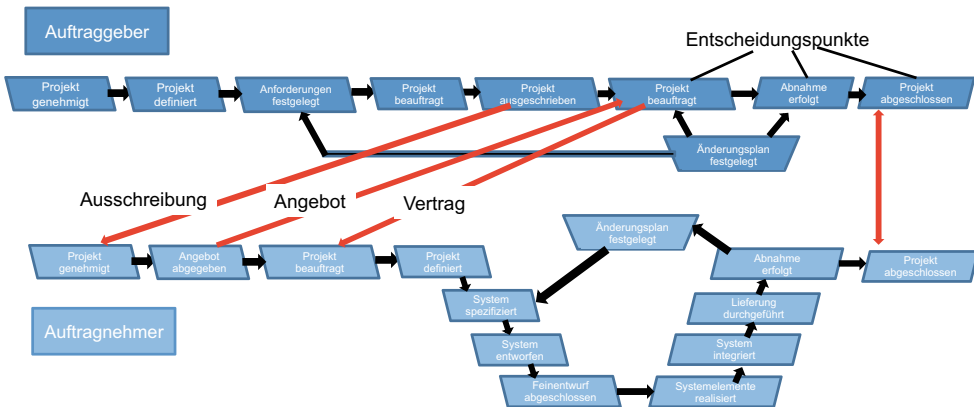 Auftraggeber
Entscheidungspunkte
Projekt
genehmigt
Projekt
definiert
Anforderungen
festgelegt
Projekt
beauftragt
Projekt
ausgeschrieben
Projekt
beauftragt
Abnahme
erfolgt
Projekt
abgeschlossen
Änderungsplan
festgelegt
Ausschreibung
Angebot
Vertrag
Projekt
genehmigt
Angebot
abgegeben
Projekt
beauftragt
Projekt
definiert
Änderungsplan
festgelegt
Abnahme
erfolgt
Projekt
abgeschlossen
System
spezifiziert
Lieferung
durchgeführt
Auftragnehmer
System
entworfen
System
integriert
Feinentwurf
abgeschlossen
Systemelemente
realisiert